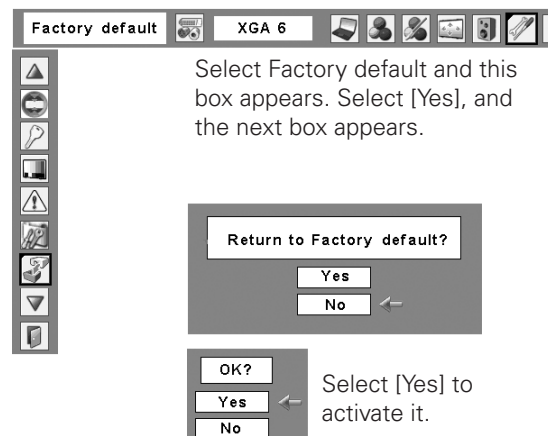 Factory default XGA 6
Select Factory default and this
box appears. Select [Yes], and
the next box appears.
Return to Factory default?
Yes
No
OK?
Yes
No
Select [Yes] to
activate it.